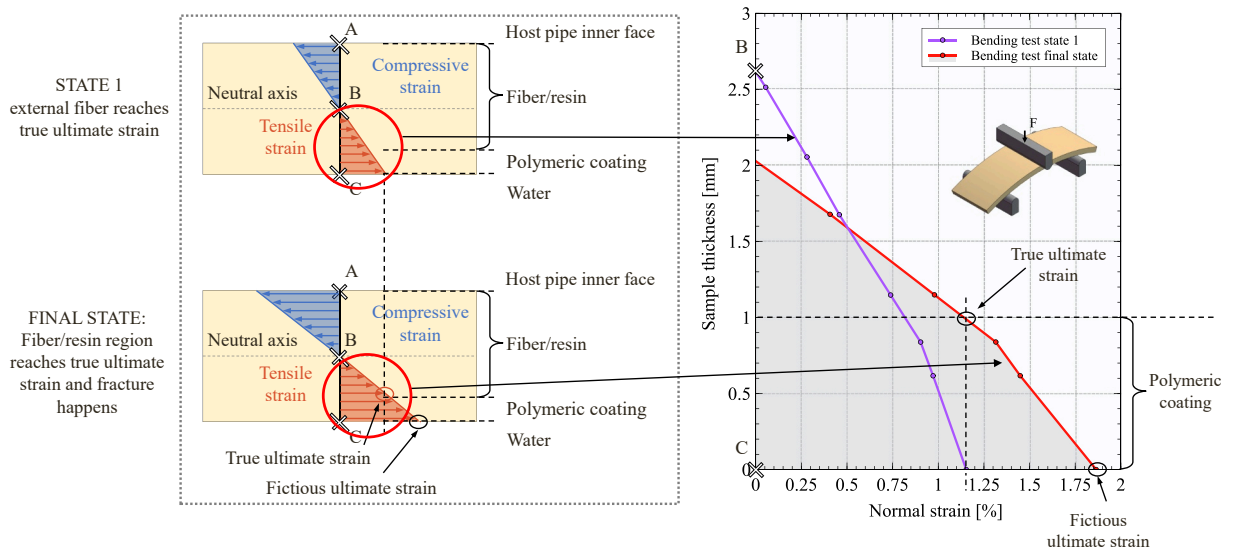 STATE 1
external fiber reaches
true ultimate strain
A
Host pipe inner face
Compressive
strain
Neutral axis
B
Fiber/resin
Tensile
strain
Polymeric coating
C
Water
FINAL STATE:
Fiber/resin region
reaches true ultimate
strain and fracture
happens
A
Host pipe inner face
Compressive
strain
Neutral axis
B
Fiber/resin
Tensile
strain
Polymeric coating
C
Water
True ultimate strain
Fictious ultimate strain
3
2.5
2
1.5
1
0.5
0
B
C
Sample thickness [mm]
Bending test state 1
Bending test final state
F
True ultimate
strain
Polymeric
coating
0
0.25
0.5
0.75
1
1.25
1.5
1.75
2
Normal strain [%]
Fictious
ultimate strain